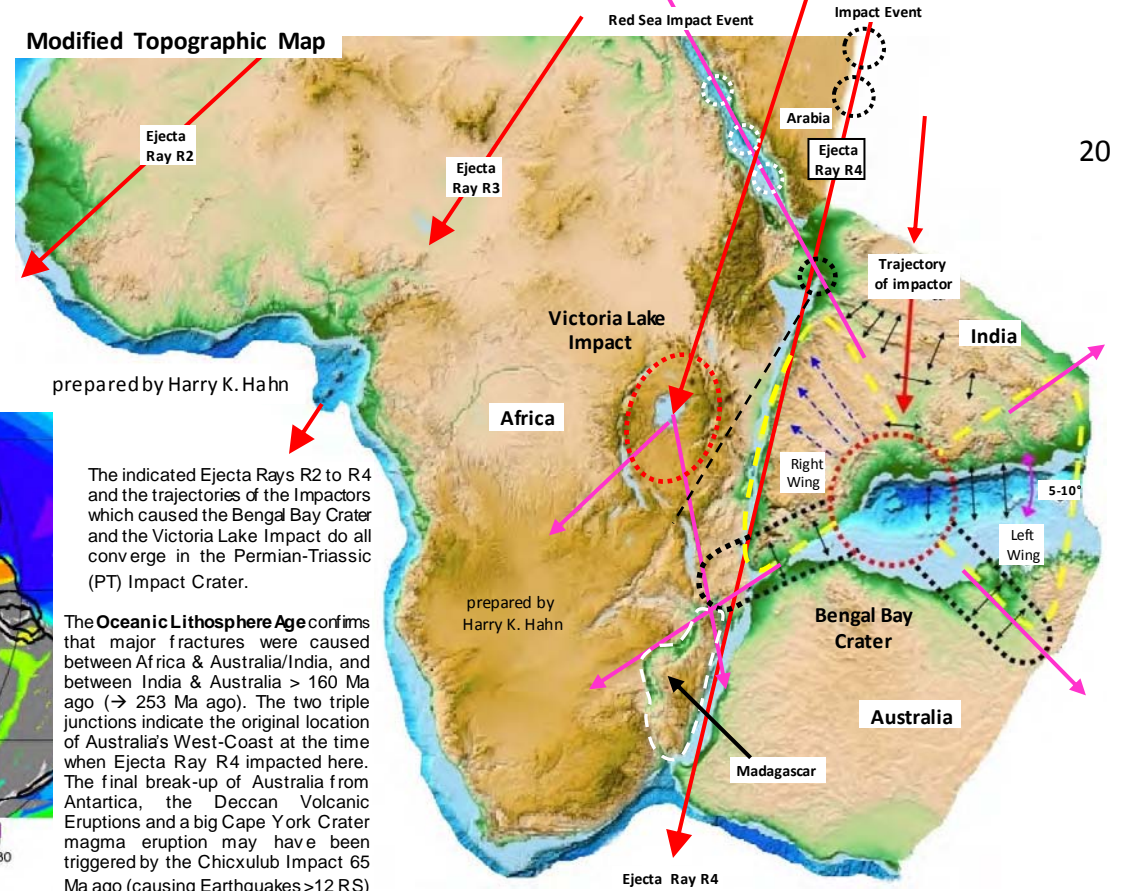 Red Sea Impact Event
Impact Event
Modified Topographic Map
20
Arabia
Ejecta
Ray R2
Ejecta
Ray R3
Ejecta
Ray R4
Trajectory
of impactor
Victoria Lake
Impact
India
prepared by Harry K. Hahn
Africa
Right
Wing
5-10°
Left
Wing
The indicated Ejecta Rays R2 to R4
and the trajectories of the Impactors
which caused the Bengal Bay Crater
and the Victoria Lake Impact do all
converge in the Permian-Triassic
(PT) Impact Crater.
prepared by
Harry K. Hahn
Bengal Bay
Crater
The Oceanic Lithosphere Age confirms
that major fractures were caused
between Africa & Australia/India, and
between India & Australia > 160 Ma
ago (→ 253 Ma ago). The two triple
junctions indicate the original location
of Australia's West-Coast at the time
when Ejecta Ray R4 impacted here.
The final break-up of Australia from
Antartica, the Deccan Volcanic
Eruptions and a big Cape York Crater
magma eruption may have been
triggered by the Chicxulub Impact 65
Ma ago (causing Earthquakes >12 RS)
Australia
Madagascar
Ejecta Ray R4